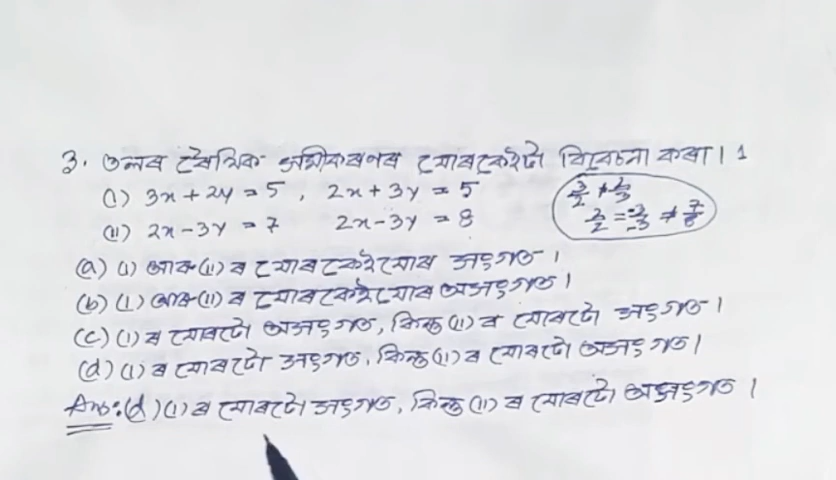 3. তলৰ ৰৈখিক সমীকৰণৰ যোৰকেইটা বিবেচনা কৰা। 1
(i) 3x + 2y = 5, 2x + 3y = 5
3/2 ≠ 2/3
(ii) 2x - 3y = 7 2x - 3y = 8
2/2 = -3/-3 ≠ 7/8
(a) (i) আৰু (ii) ৰ যোৰকেইযোৰ সংগত।
(b) (i) আৰু (ii) ৰ যোৰকেইযোৰ অসংগত।
(c) (i) ৰ যোৰটো অসংগত, কিন্তু (ii) ৰ যোৰটো সংগত।
(d) (i) ৰ যোৰটো সংগত, কিন্তু (ii) ৰ যোৰটো অসংগত।
Ans: (d) (i) ৰ যোৰটো সংগত, কিন্তু (ii) ৰ যোৰটো অসংগত।